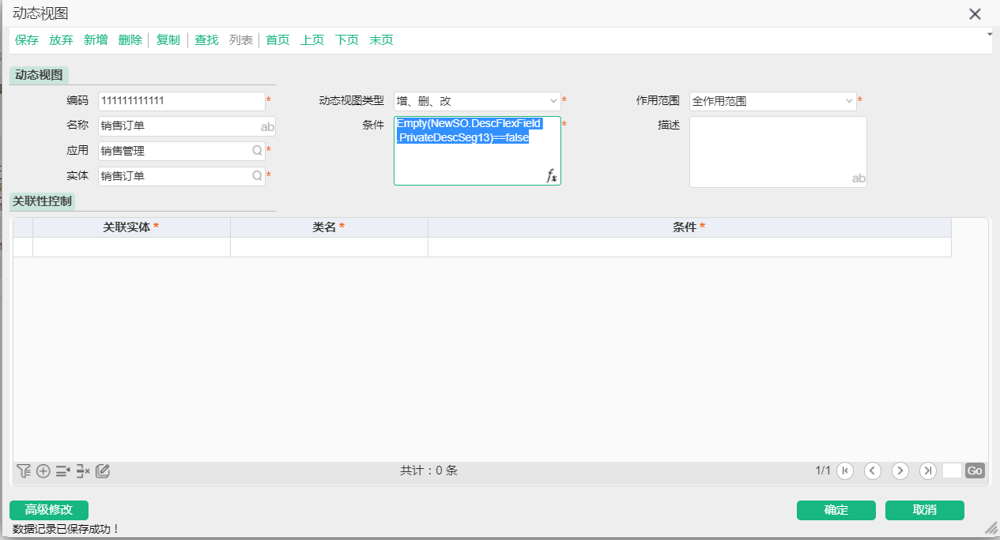 动态视图
保存 放弃 新增 删除 复制 查找 列表 首页 上页 下页 末页
动态视图
编码 111111111111 * 动态视图类型 增、删、改 * 作用范围 全作用范围 *
名称 销售订单 ab 条件 Empty(NewSO.DescFlexField * 描述
.PrivateDescSeg13)==false
应用 销售管理 *
实体 销售订单 * fx ab
关联性控制
关联实体 * 类名 * 条件 *
共计：0 条 1/1 Go
高级修改 确定 取消
数据记录已保存成功！